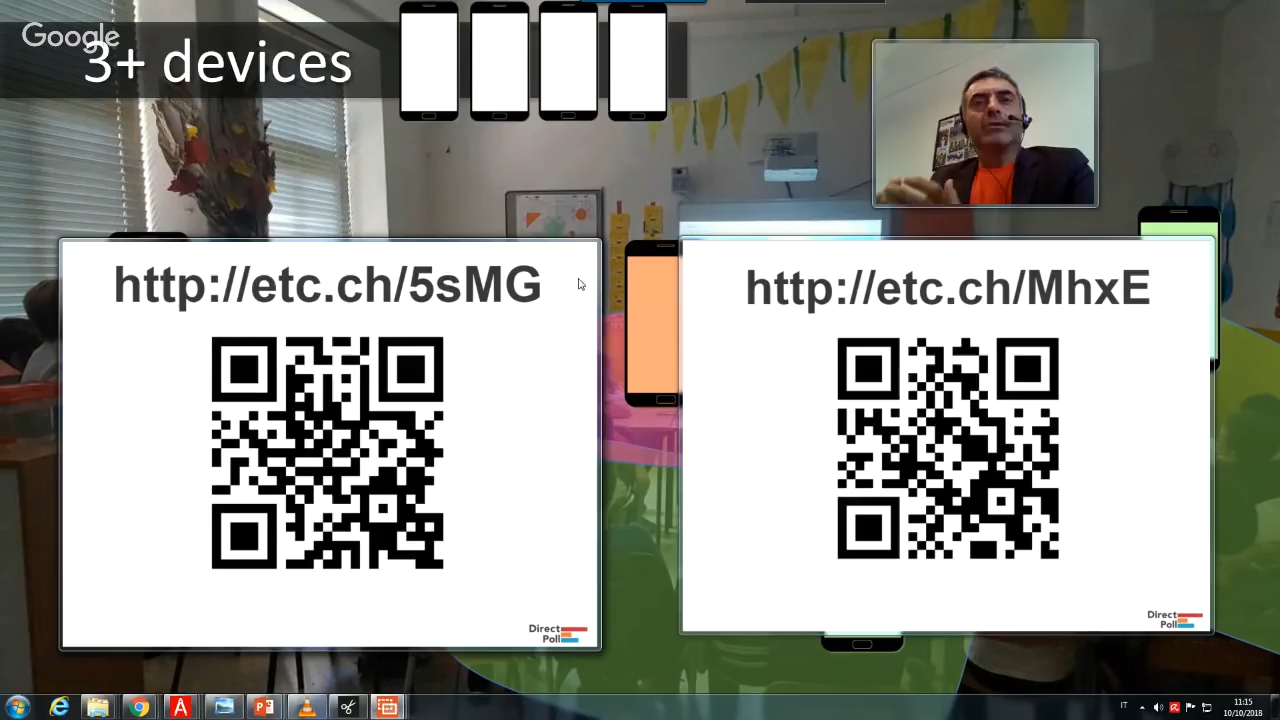 Google
3+ devices
http://etc.ch/5sMG
http://etc.ch/MhxE
Direct
Poll
Direct
Poll
IT
11:15
10/10/2018